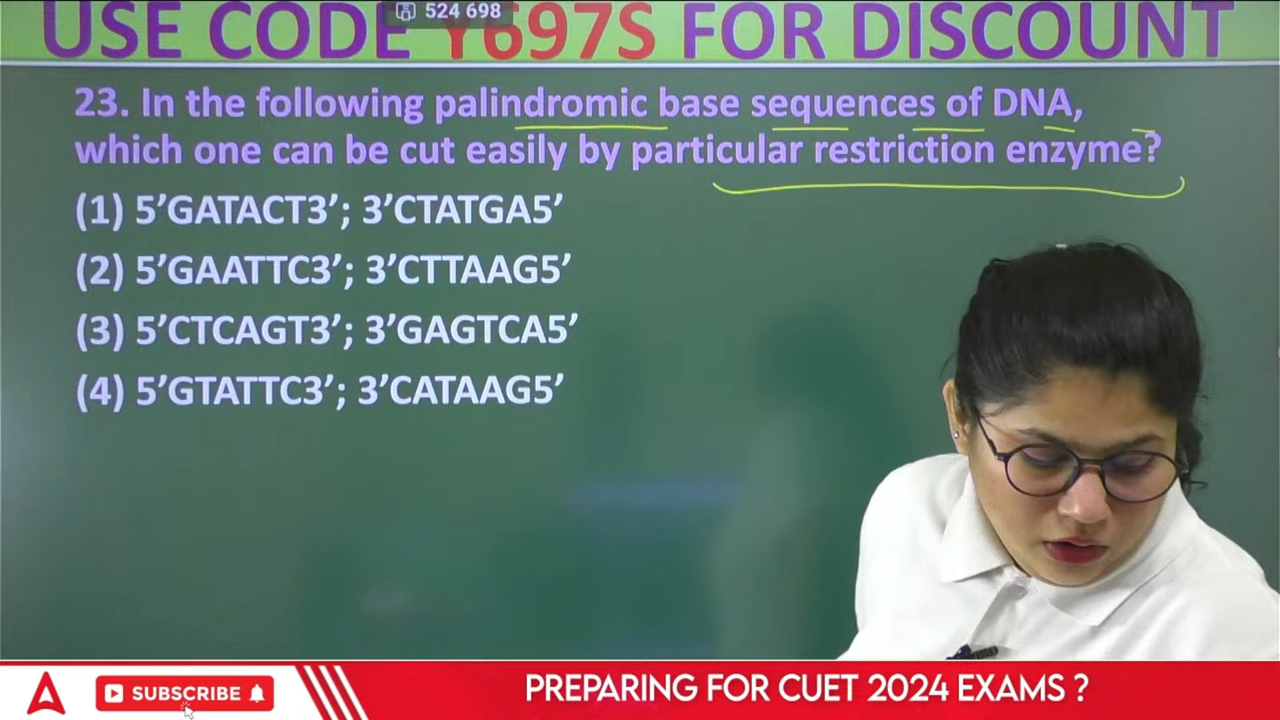 USE CODE Y697S FOR DISCOUNT
524 698
23. In the following palindromic base sequences of DNA,
which one can be cut easily by particular restriction enzyme?
(1) 5’GATACT3’; 3’CTATGA5’
(2) 5’GAATTC3’; 3’CTTAAG5’
(3) 5’CTCAGT3’; 3’GAGTCA5’
(4) 5’GTATTC3’; 3’CATAAG5’
SUBSCRIBE
PREPARING FOR CUET 2024 EXAMS ?